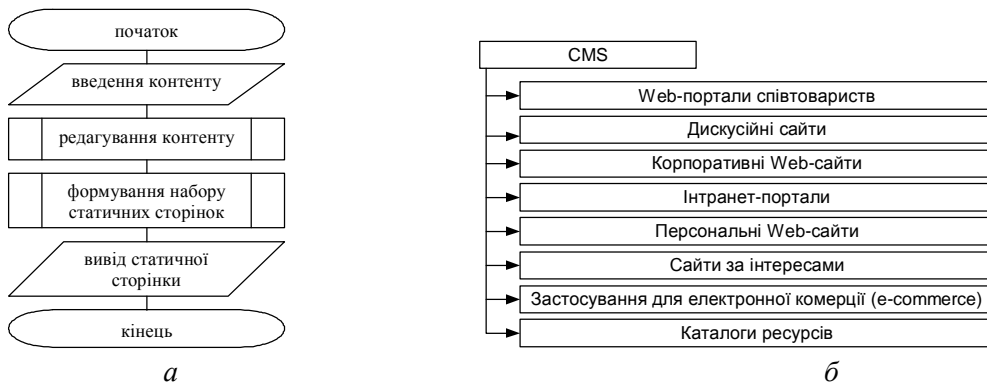 початок
введення контенту
редагування контенту
формування набору
статичних сторінок
вивід статичної
сторінки
кінець
а
CMS
Web-портали співтовариств
Дискусійні сайти
Корпоративні Web-сайти
Інтранет-портали
Персональні Web-сайти
Сайти за інтересами
Застосування для електронної комерції (e-commerce)
Каталоги ресурсів
б